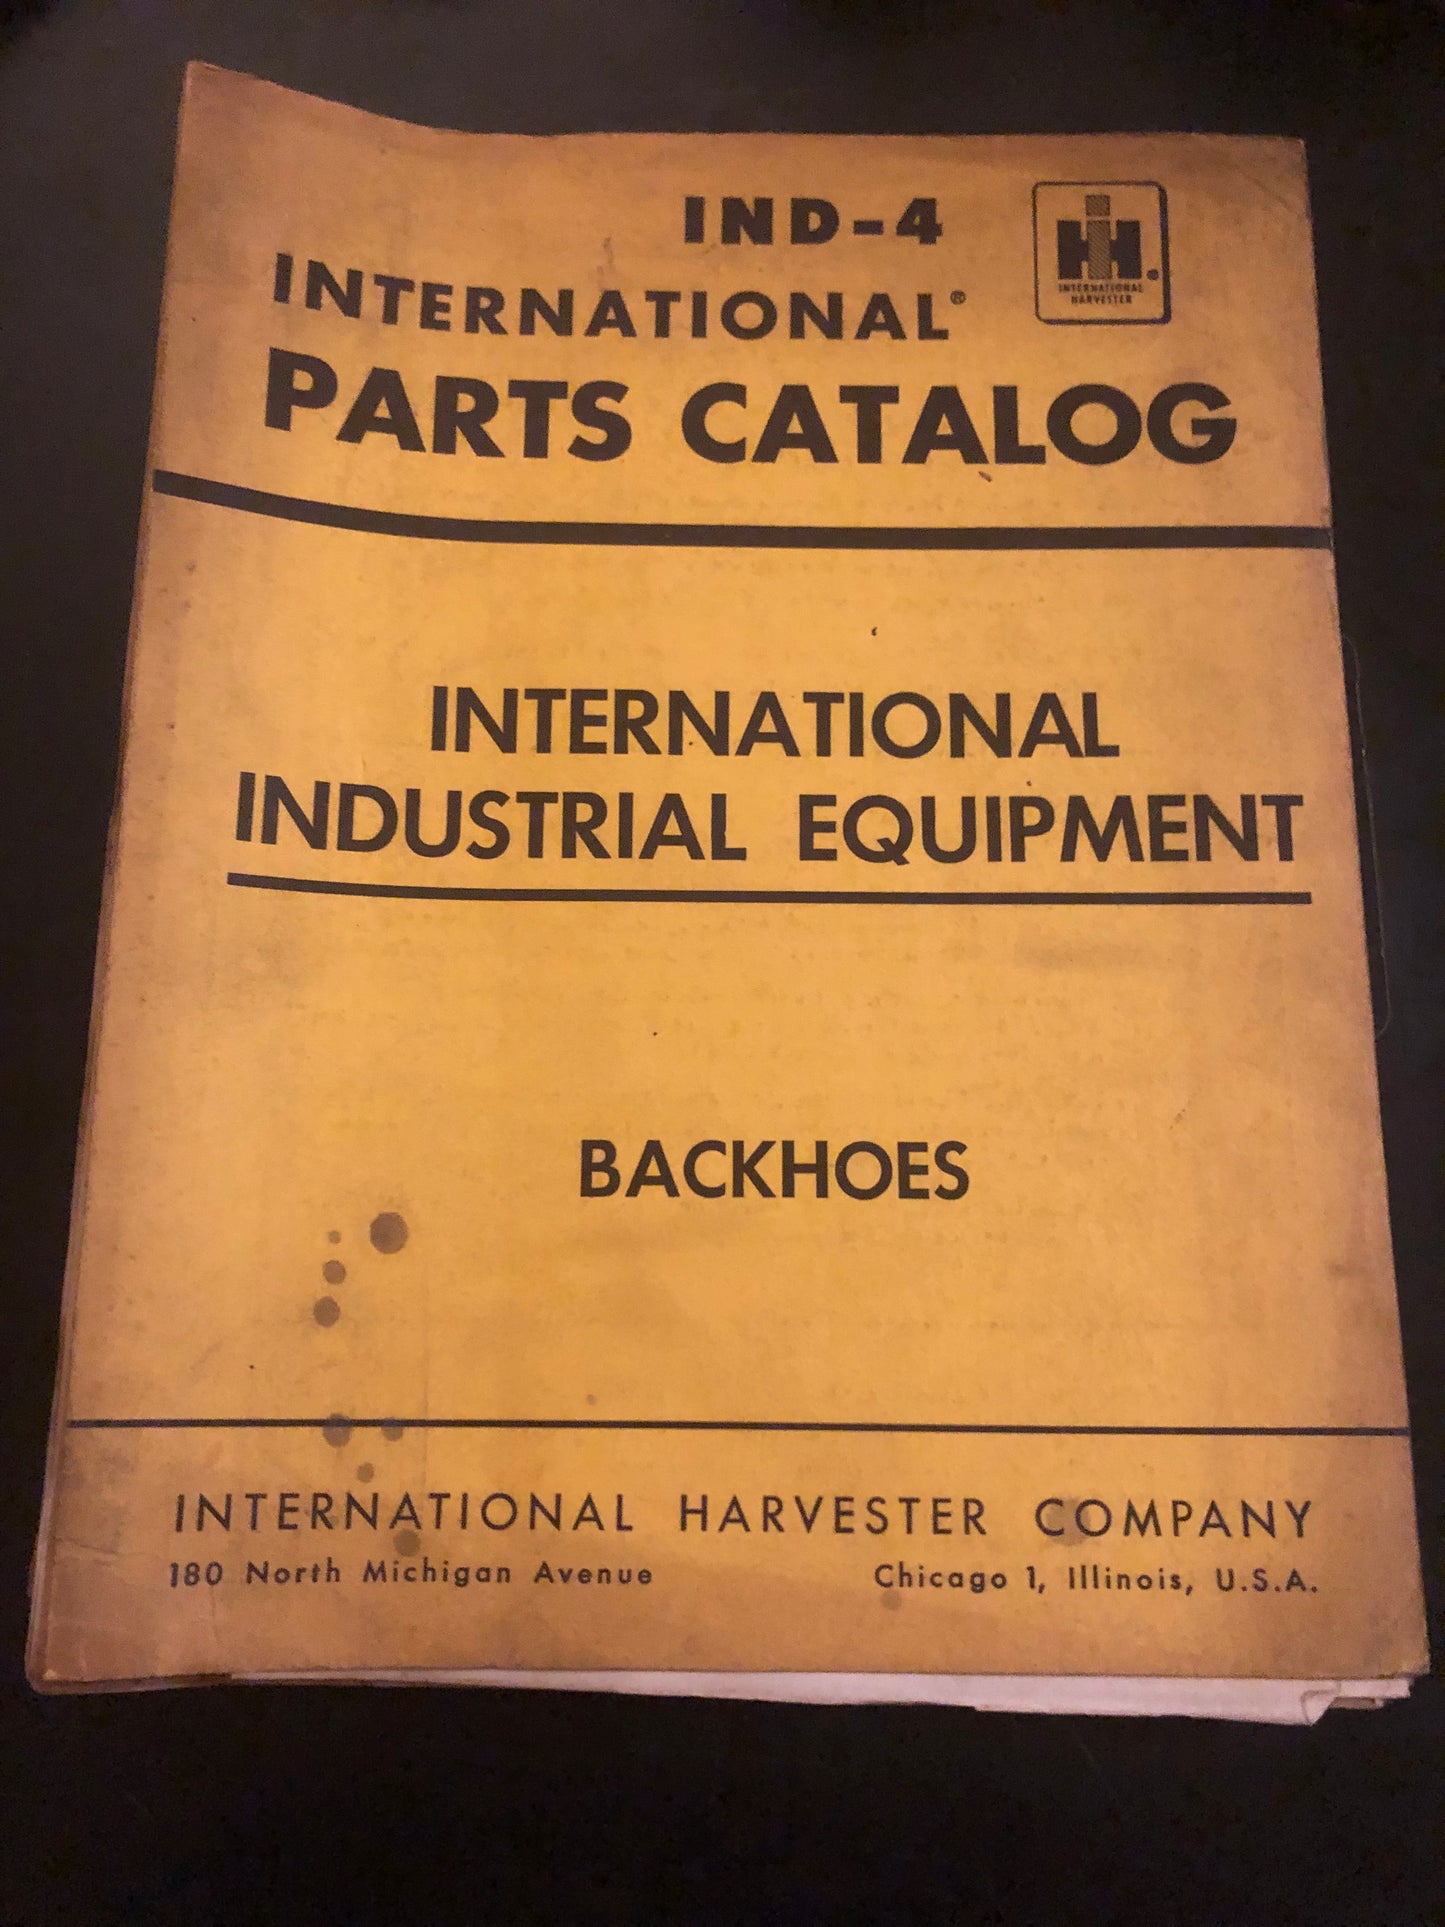 IND-4
IH®
INTERNATIONAL
HARVESTER
INTERNATIONAL®
PARTS CATALOG
INTERNATIONAL
INDUSTRIAL EQUIPMENT
BACKHOES
INTERNATIONAL HARVESTER COMPANY
180 North Michigan Avenue Chicago 1, Illinois, U.S.A.